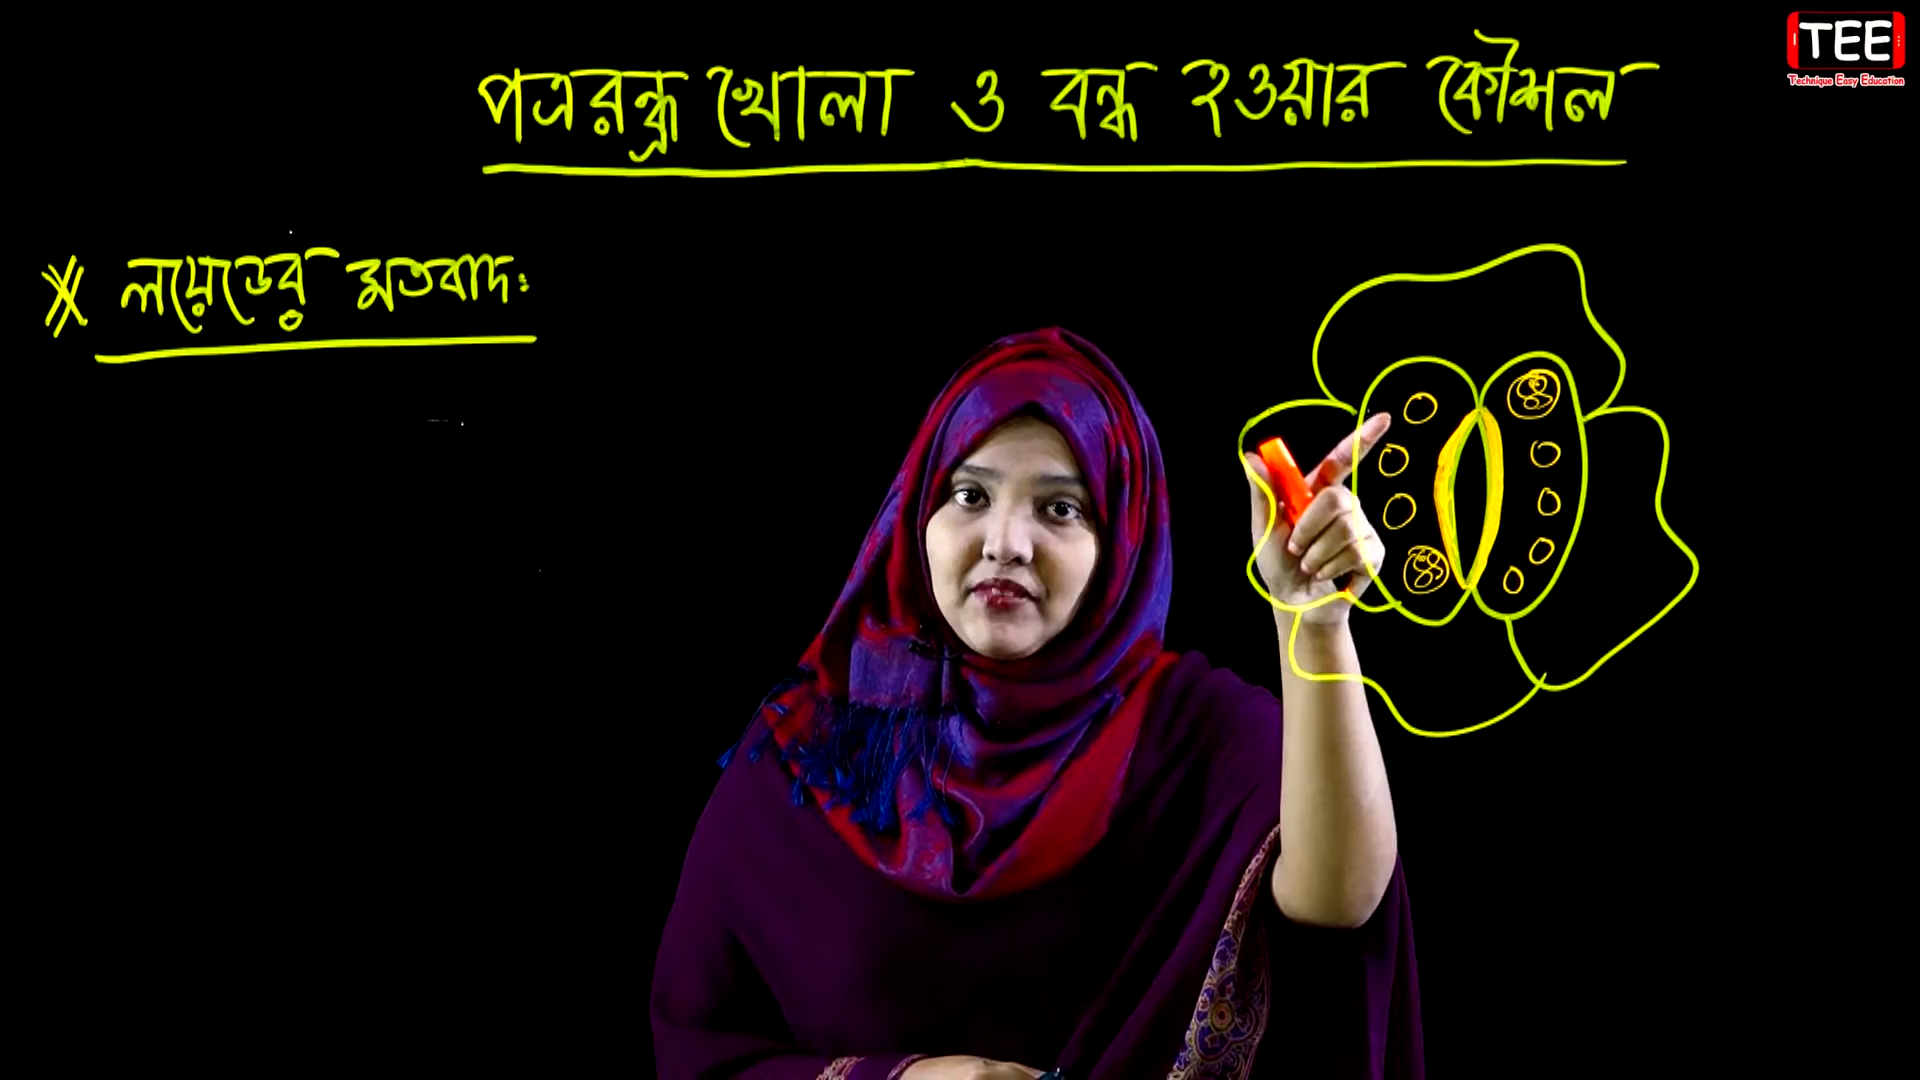 পত্ররন্ধ্র খোলা ও বন্ধ হওয়ার কৌশল
TEE
Technique Easy Education
* লয়েডের মতবাদঃ